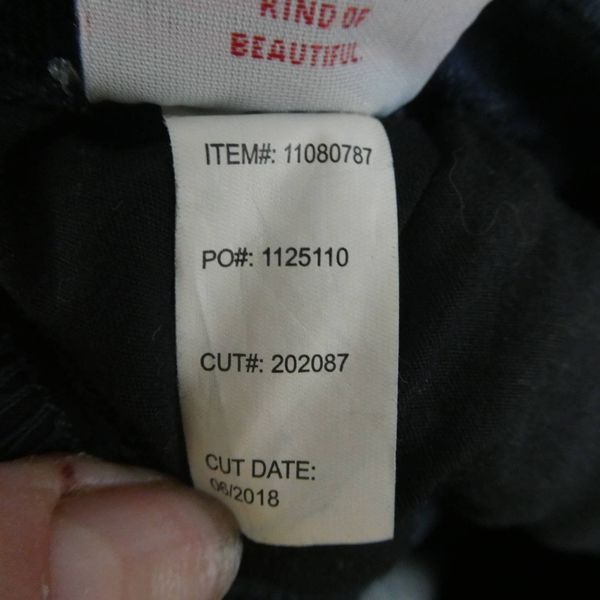 KIND OF
BEAUTIFUL.
ITEM#: 11080787
PO#: 1125110
CUT#: 202087
CUT DATE:
06/2018